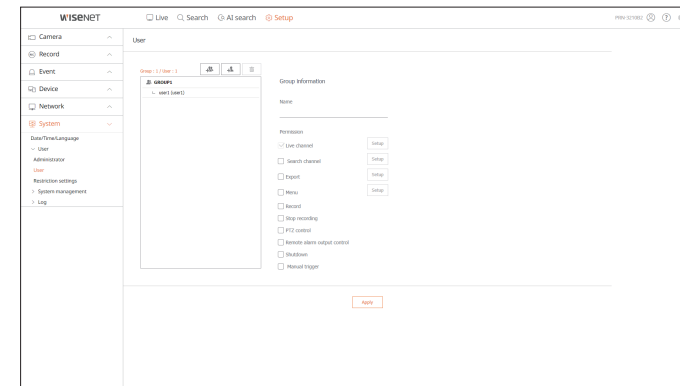 WISENET
Live Search AI search Setup
PRN-3210B2
Camera
Record
Event
Device
Network
System
Date/Time/Language
User
Administrator
User
Restriction settings
System management
Log
User
Group : 1 / User : 1
GROUP1
user1 (user1)
Group information
Name
Permission
Live channel Setup
Search channel Setup
Export Setup
Menu Setup
Record
Stop recording
PTZ control
Remote alarm output control
Shutdown
Manual trigger
Apply